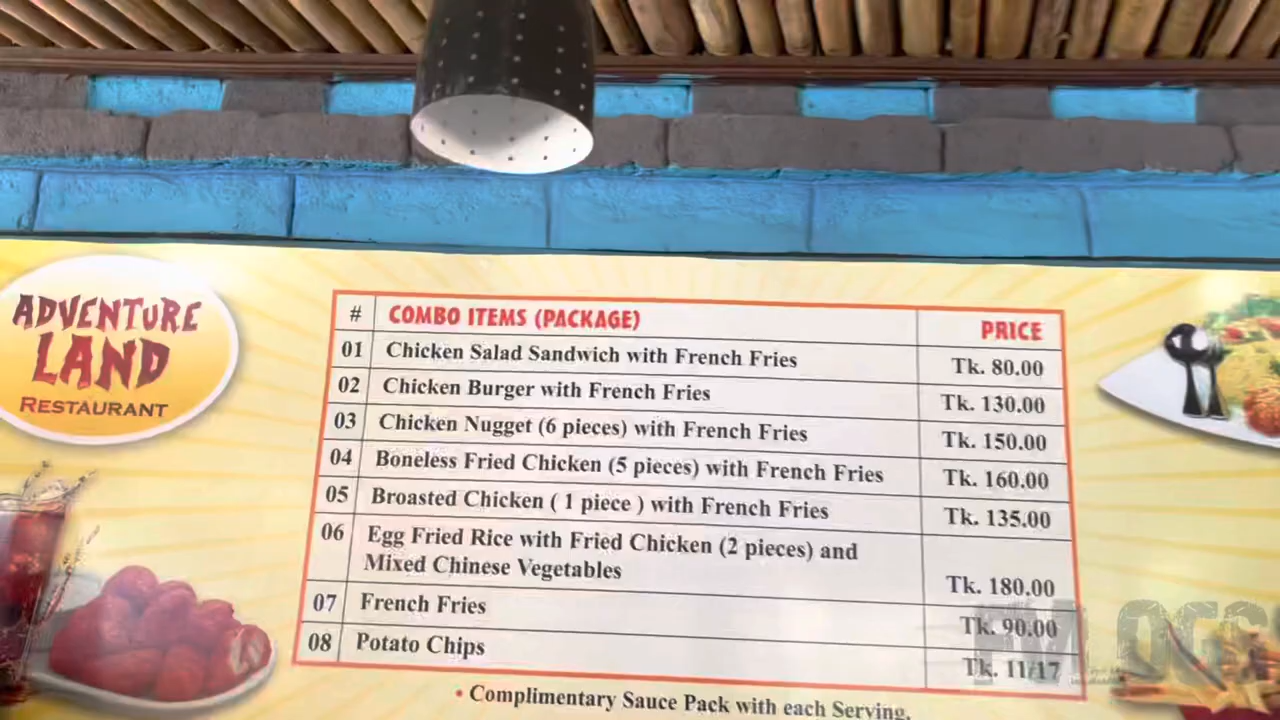 ADVENTURE
LAND
RESTAURANT
# COMBO ITEMS (PACKAGE) PRICE
01 Chicken Salad Sandwich with French Fries Tk. 80.00
02 Chicken Burger with French Fries Tk. 130.00
03 Chicken Nugget (6 pieces) with French Fries Tk. 150.00
04 Boneless Fried Chicken (5 pieces) with French Fries Tk. 160.00
05 Broasted Chicken ( 1 piece ) with French Fries Tk. 135.00
06 Egg Fried Rice with Fried Chicken (2 pieces) and
Mixed Chinese Vegetables Tk. 180.00
07 French Fries Tk. 90.00
08 Potato Chips Tk. 11/17
• Complimentary Sauce Pack with each Serving.